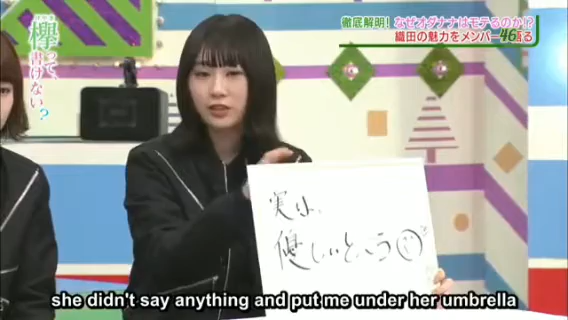 欅って、
書けない?
徹底解明!なぜオダナナはモテるのか!?
織田の魅力をメンバー46語る
実は、
優しいという
she didn't say anything and put me under her umbrella